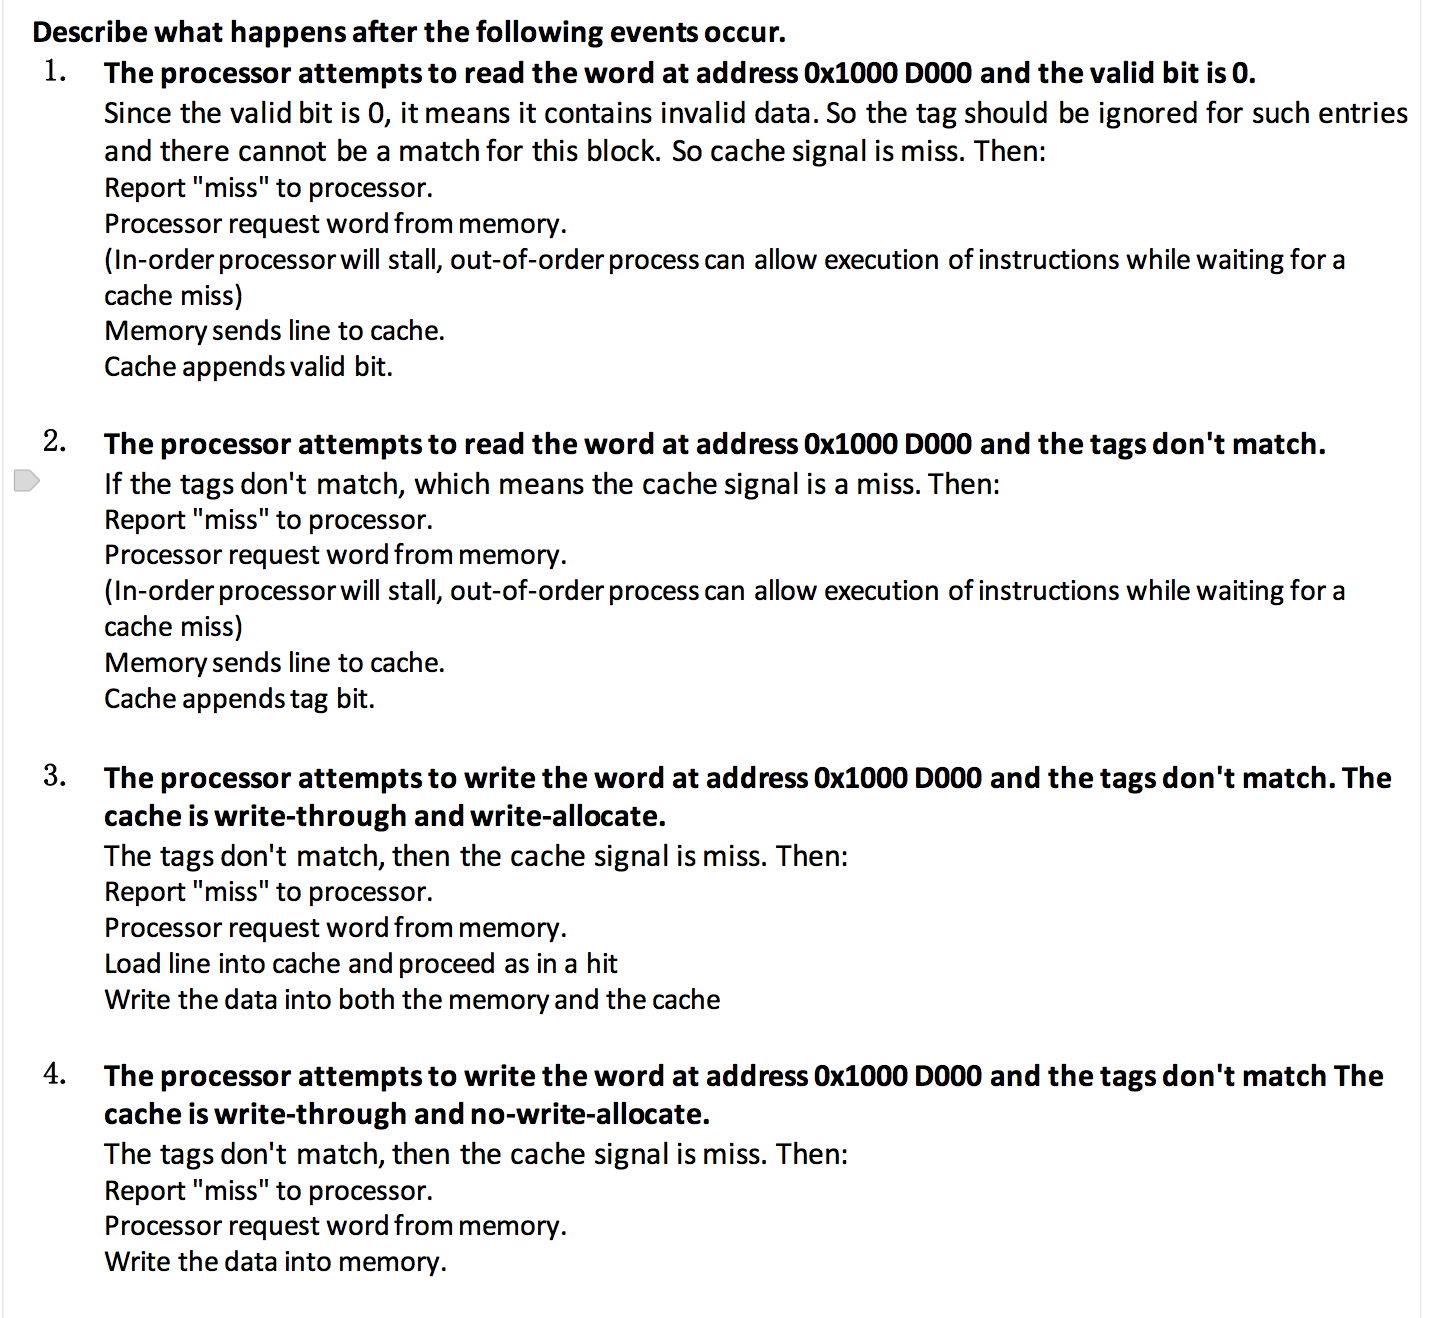 Describe what happens after the following events occur.
1. The processor attempts to read the word at address 0x1000 D000 and the valid bit is 0.
Since the valid bit is 0, it means it contains invalid data. So the tag should be ignored for such entries
and there cannot be a match for this block. So cache signal is miss. Then:
Report "miss" to processor.
Processor request word from memory.
(In-order processor will stall, out-of-order process can allow execution of instructions while waiting for a
cache miss)
Memory sends line to cache.
Cache appends valid bit.
2. The processor attempts to read the word at address 0x1000 D000 and the tags don't match.
If the tags don't match, which means the cache signal is a miss. Then:
Report "miss" to processor.
Processor request word from memory.
(In-order processor will stall, out-of-order process can allow execution of instructions while waiting for a
cache miss)
Memory sends line to cache.
Cache appends tag bit.
3. The processor attempts to write the word at address 0x1000 D000 and the tags don't match. The
cache is write-through and write-allocate.
The tags don't match, then the cache signal is miss. Then:
Report "miss" to processor.
Processor request word from memory.
Load line into cache and proceed as in a hit
Write the data into both the memory and the cache
4. The processor attempts to write the word at address 0x1000 D000 and the tags don't match The
cache is write-through and no-write-allocate.
The tags don't match, then the cache signal is miss. Then:
Report "miss" to processor.
Processor request word from memory.
Write the data into memory.